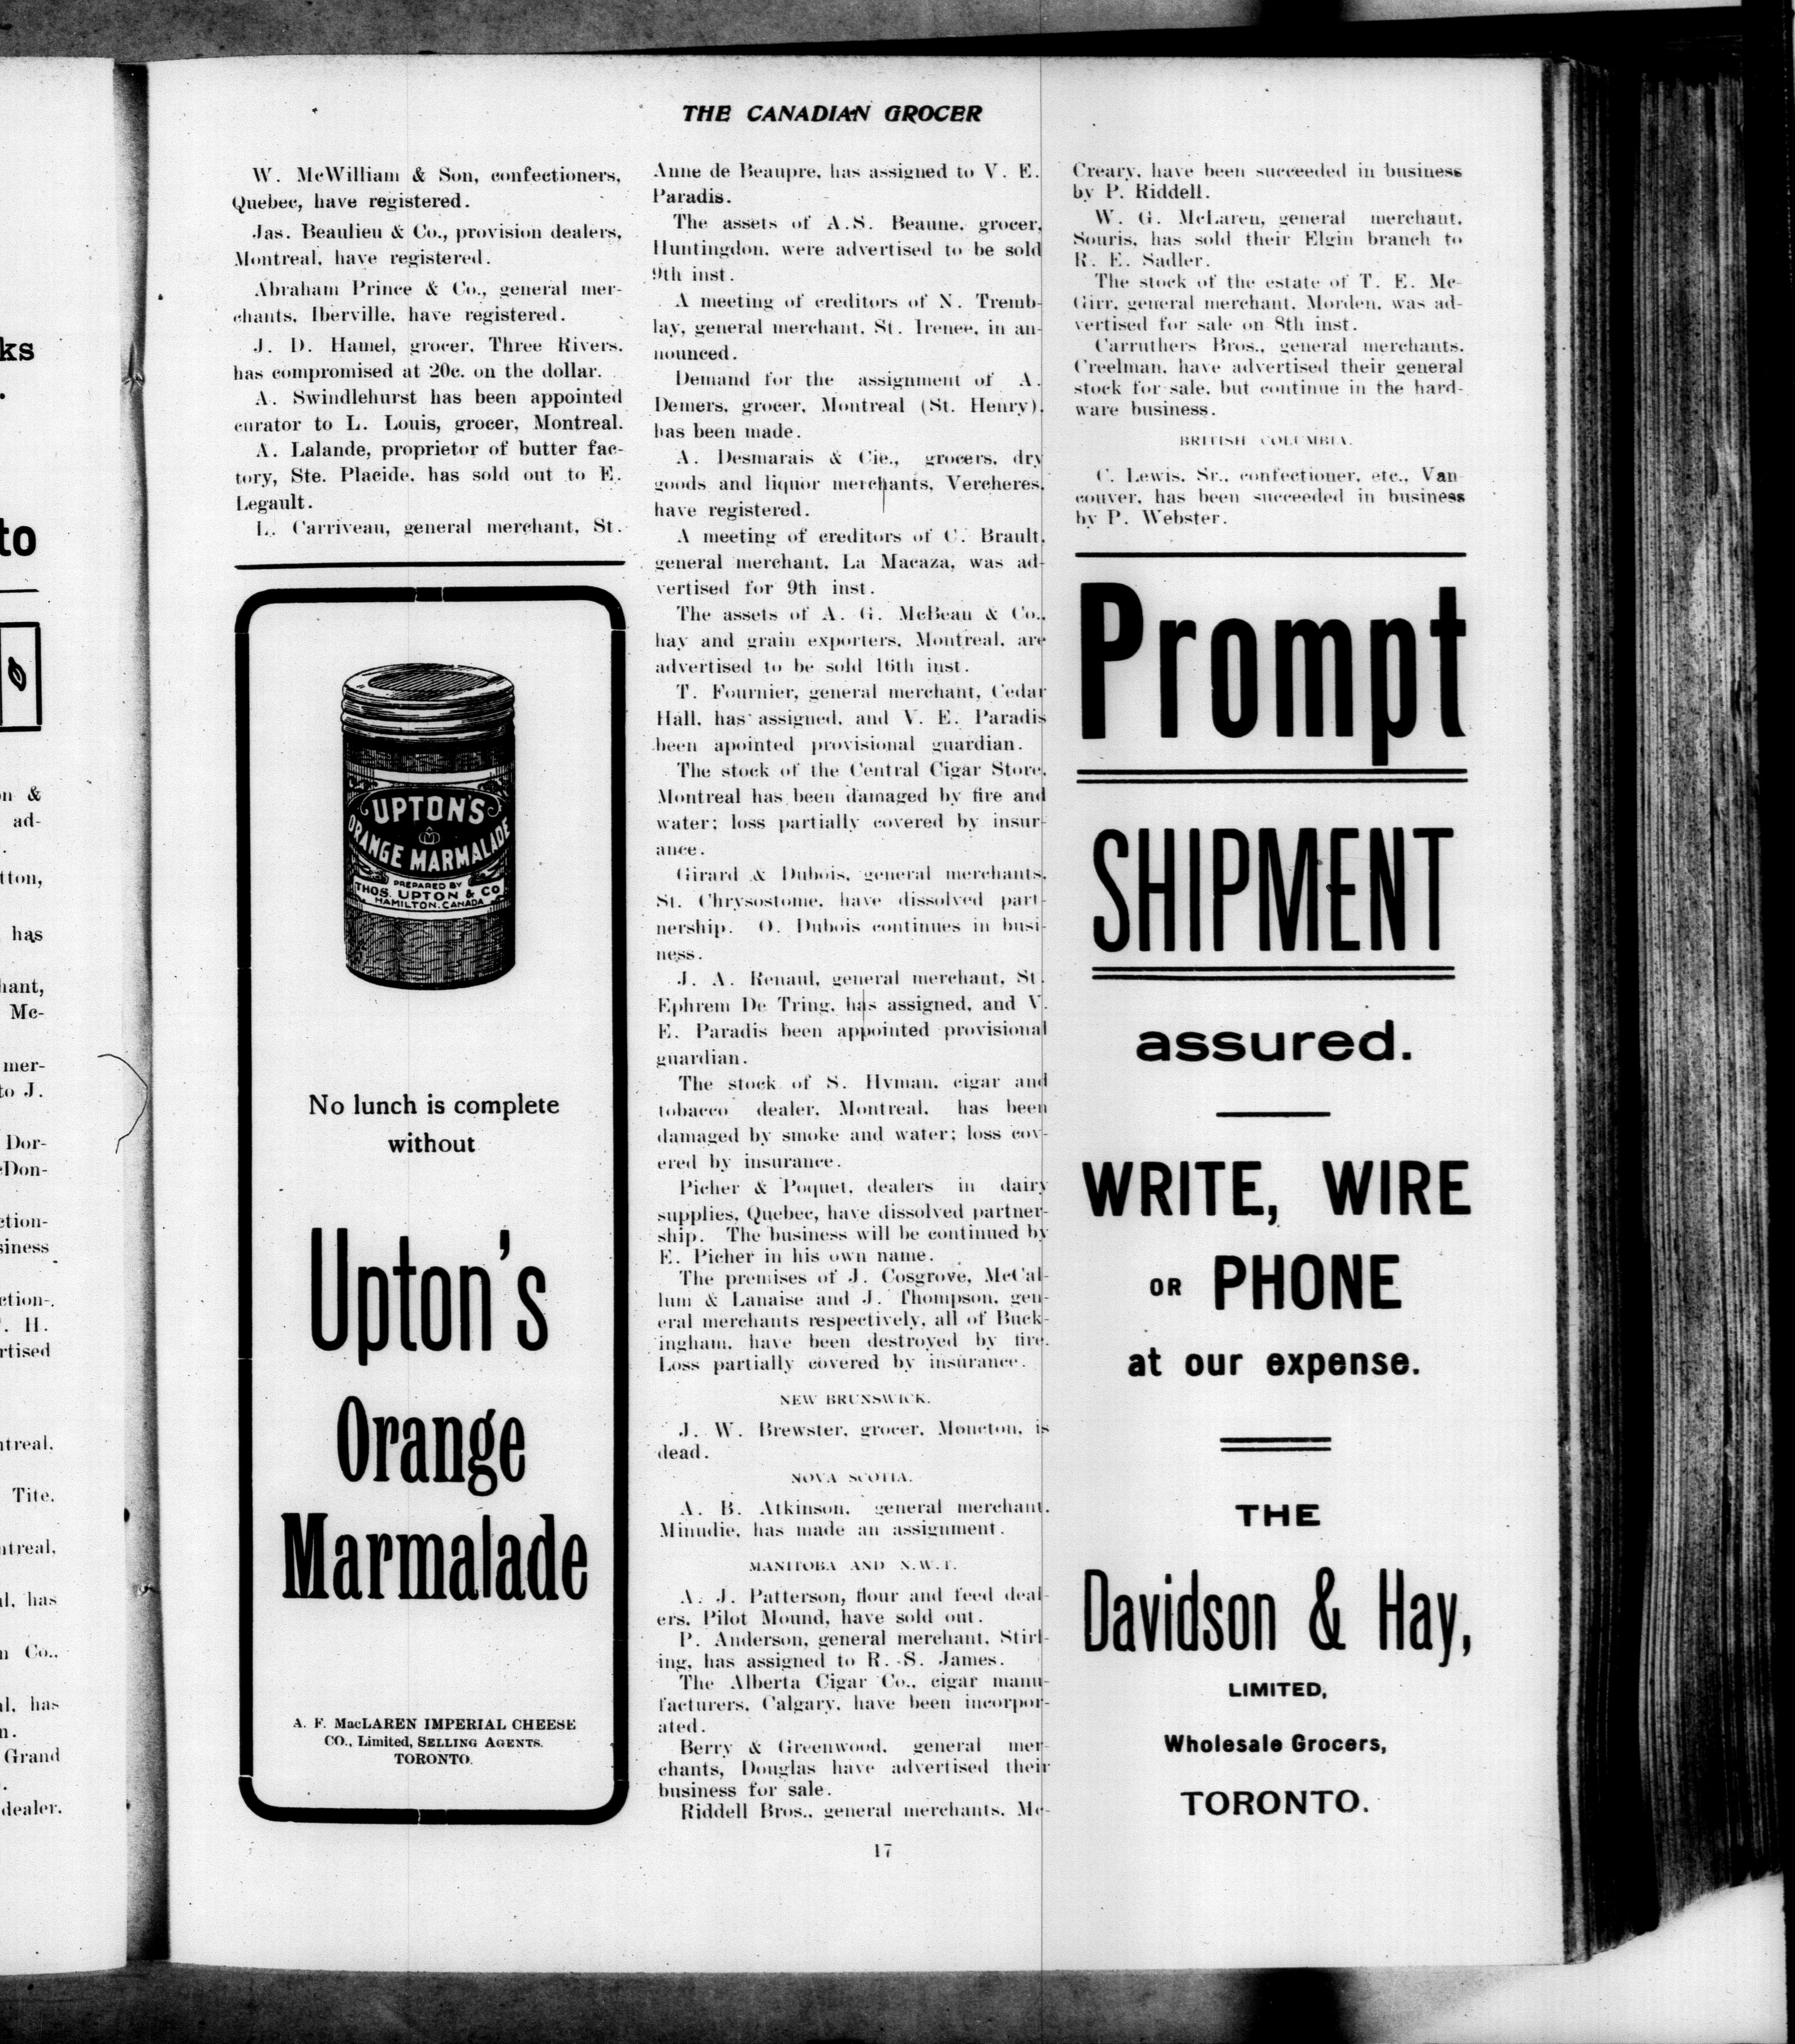 THE CANADIAN GROCER
W. McWilliam & Son, confectioners,
Quebec, have registered.
Jas. Beaulieu & Co., provision dealers,
Montreal, have registered.
Abraham Prince & Co., general mer-
chants, Iberville, have registered.
J. D. Hamel, grocer, Three Rivers.
has compromised at 20c. on the dollar.
A. Swindlehurst has been appointed
curator to L. Louis, grocer, Montreal.
A. Lalande, proprietor of butter fac-
tory, Ste. Placide, has sold out to E.
Legault.
L. Carriveau, general merchant, St.
UPTON'S
ORANGE MARMALADE
PREPARED BY
THOS. UPTON & CO
HAMILTON, CANADA
No lunch is complete
without
Upton's
Orange
Marmalade
A. F. MacLAREN IMPERIAL CHEESE
CO., Limited, SELLING AGENTS.
TORONTO.
Anne de Beaupre, has assigned to V. E.
Paradis.
The assets of A.S. Beaune, grocer,
Huntingdon, were advertised to be sold
9th inst.
A meeting of creditors of N. Tremb-
lay, general merchant, St. Irenee, in an-
nounced.
Demand for the assignment of A.
Demers, grocer, Montreal (St. Henry),
has been made.
A. Desmarais & Cie., grocers, dry
goods and liquor merchants, Vercheres,
have registered.
A meeting of creditors of C. Brault,
general merchant, La Macaza, was ad-
vertised for 9th inst.
The assets of A. G. McBean & Co.,
hay and grain exporters, Montreal, are
advertised to be sold 16th inst.
T. Fournier, general merchant, Cedar
Hall, has assigned, and V. E. Paradis
been apointed provisional guardian.
The stock of the Central Cigar Store,
Montreal has been damaged by fire and
water; loss partially covered by insur-
ance.
Girard & Dubois, general merchants,
St. Chrysostome, have dissolved part-
nership. O. Dubois continues in busi-
ness.
J. A. Renaul, general merchant, St.
Ephrem De Tring, has assigned, and V.
E. Paradis been appointed provisional
guardian.
The stock of S. Hyman, cigar and
tobacco dealer, Montreal, has been
damaged by smoke and water; loss cov-
ered by insurance.
Picher & Poquet, dealers in dairy
supplies, Quebec, have dissolved partner-
ship. The business will be continued by
E. Picher in his own name.
The premises of J. Cosgrove, McCal-
lum & Lanaise and J. Thompson, gen-
eral merchants respectively, all of Buck-
ingham, have been destroyed by fire.
Loss partially covered by insurance.
NEW BRUNSWICK.
J. W. Brewster, grocer, Moncton, is
dead.
NOVA SCOTIA.
A. B. Atkinson, general merchant,
Minudie, has made an assignment.
MANITOBA AND N.W.T.
A. J. Patterson, flour and feed deal-
ers, Pilot Mound, have sold out.
P. Anderson, general merchant, Stirl-
ing, has assigned to R. S. James.
The Alberta Cigar Co., cigar manu-
facturers, Calgary, have been incorpor-
ated.
Berry & Greenwood, general mer-
chants, Douglas have advertised their
business for sale.
Riddell Bros., general merchants, Mc-
Creary, have been succeeded in business
by P. Riddell.
W. G. McLaren, general merchant,
Souris, has sold their Elgin branch to
R. E. Sadler.
The stock of the estate of T. E. Mc-
Girr, general merchant, Morden, was ad-
vertised for sale on 8th inst.
Carruthers Bros., general merchants,
Creelman, have advertised their general
stock for sale, but continue in the hard-
ware business.
BRITISH COLUMBIA.
C. Lewis, Sr., confectioner, etc., Van-
couver, has been succeeded in business
by P. Webster.
Prompt
SHIPMENT
assured.
WRITE, WIRE
OR PHONE
at our expense.
THE
Davidson & Hay,
LIMITED,
Wholesale Grocers,
TORONTO.
17